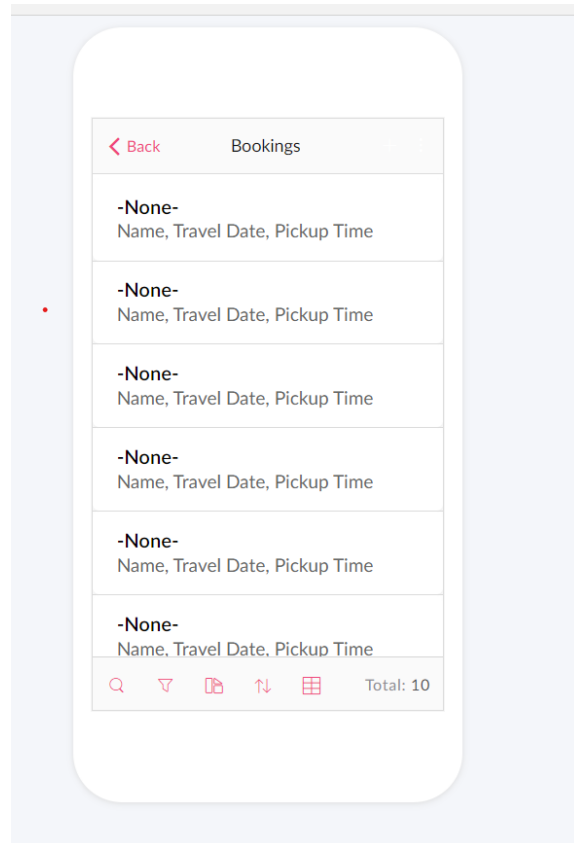 Back Bookings
-None-
Name, Travel Date, Pickup Time
-None-
Name, Travel Date, Pickup Time
-None-
Name, Travel Date, Pickup Time
-None-
Name, Travel Date, Pickup Time
-None-
Name, Travel Date, Pickup Time
-None-
Name, Travel Date, Pickup Time
Total: 10